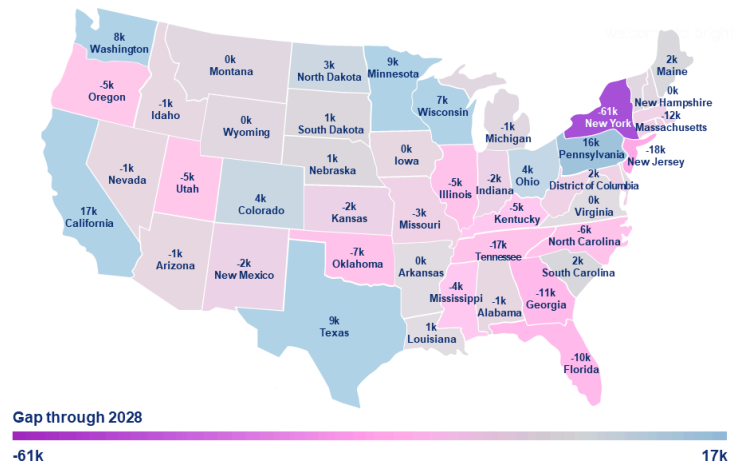 8k
Washington
-5k
Oregon
-1k
Idaho
0k
Montana
3k
North Dakota
9k
Minnesota
7k
Wisconsin
-1k
Michigan
2k
Maine
0k
New Hampshire
-12k
Massachusetts
-61k
New York
16k
Pennsylvania
-18k
New Jersey
0k
Wyoming
1k
South Dakota
1k
Nebraska
0k
Iowa
-1k
Nevada
-5k
Utah
4k
Colorado
-2k
Kansas
-3k
Missouri
-5k
Illinois
-2k
Indiana
4k
Ohio
2k
District of Columbia
0k
Virginia
-5k
Kentucky
17k
California
-1k
Arizona
-2k
New Mexico
-7k
Oklahoma
0k
Arkansas
-17k
Tennessee
-6k
North Carolina
2k
South Carolina
-4k
Mississippi
-1k
Alabama
-11k
Georgia
9k
Texas
1k
Louisiana
-10k
Florida
Gap through 2028
-61k
17k